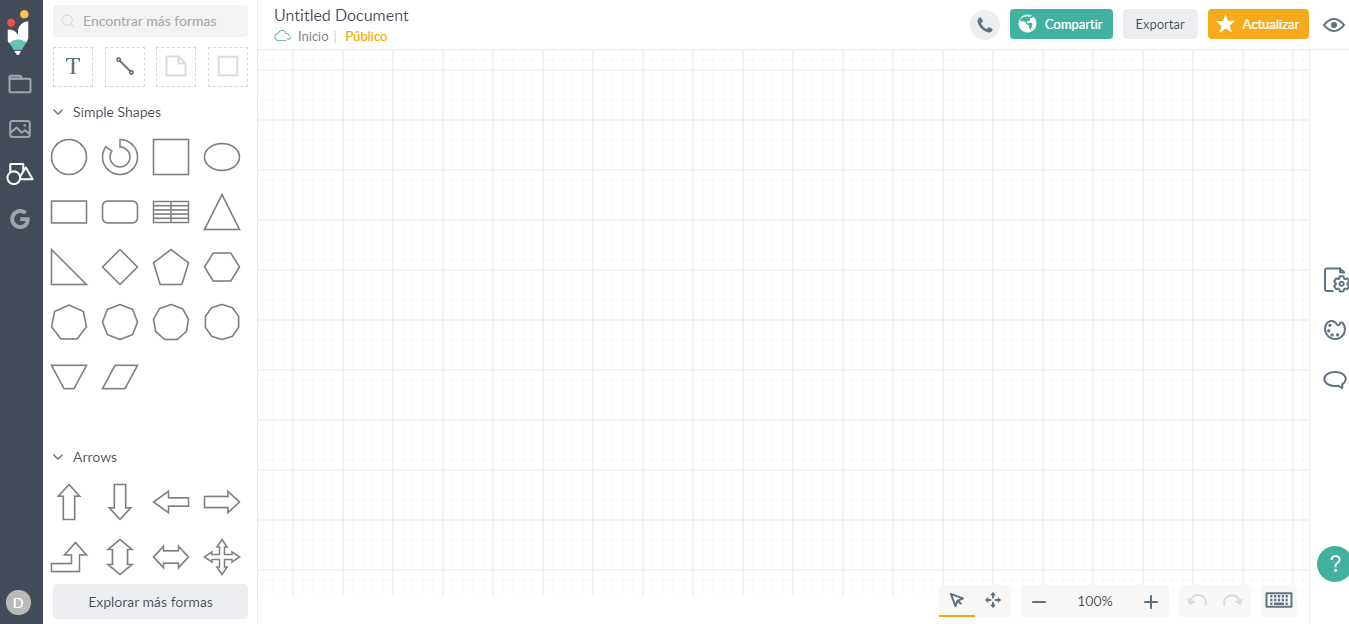 Encontrar más formas
T
Simple Shapes
Arrows
Explorar más formas
D
Untitled Document
Inicio | Público
Compartir
Exportar
Actualizar
?
100%